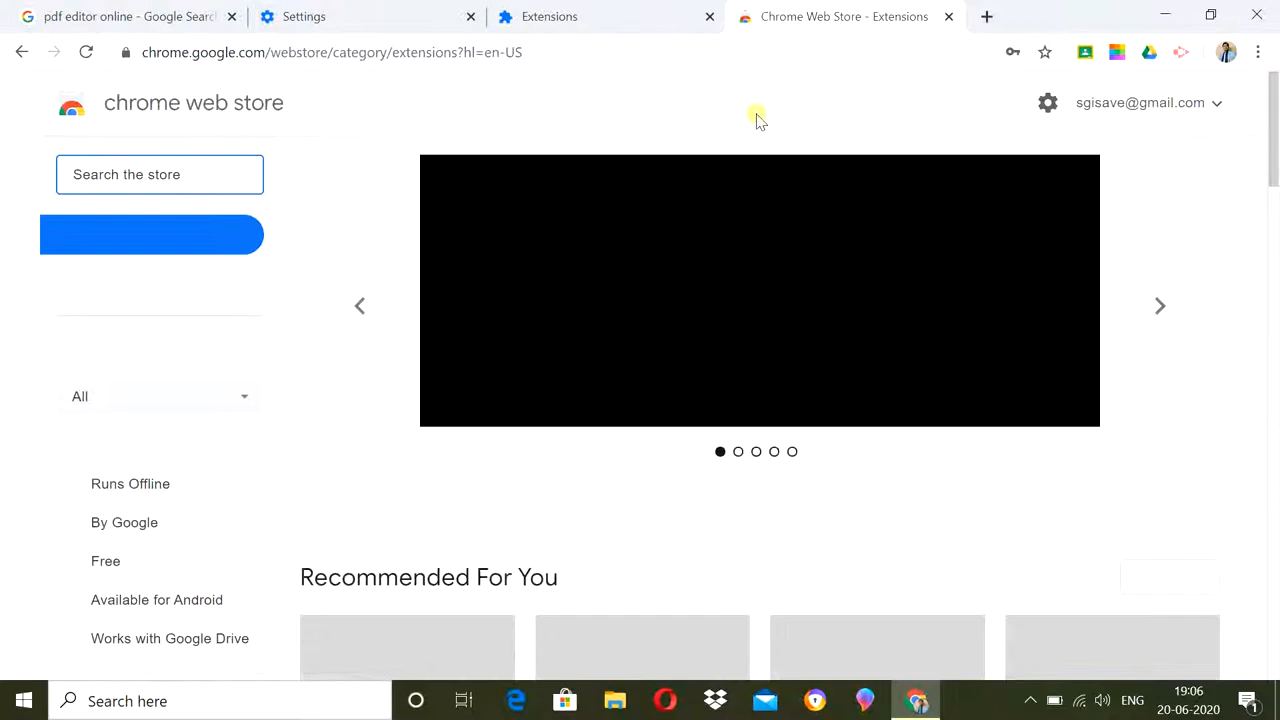 pdf editor online - Google Searc
Settings
Extensions
Chrome Web Store - Extensions
chrome.google.com/webstore/category/extensions?hl=en-US
chrome web store
sgisave@gmail.com
Search the store
All
Runs Offline
By Google
Free
Available for Android
Works with Google Drive
Recommended For You
Search here
ENG
19:06
20-06-2020
1